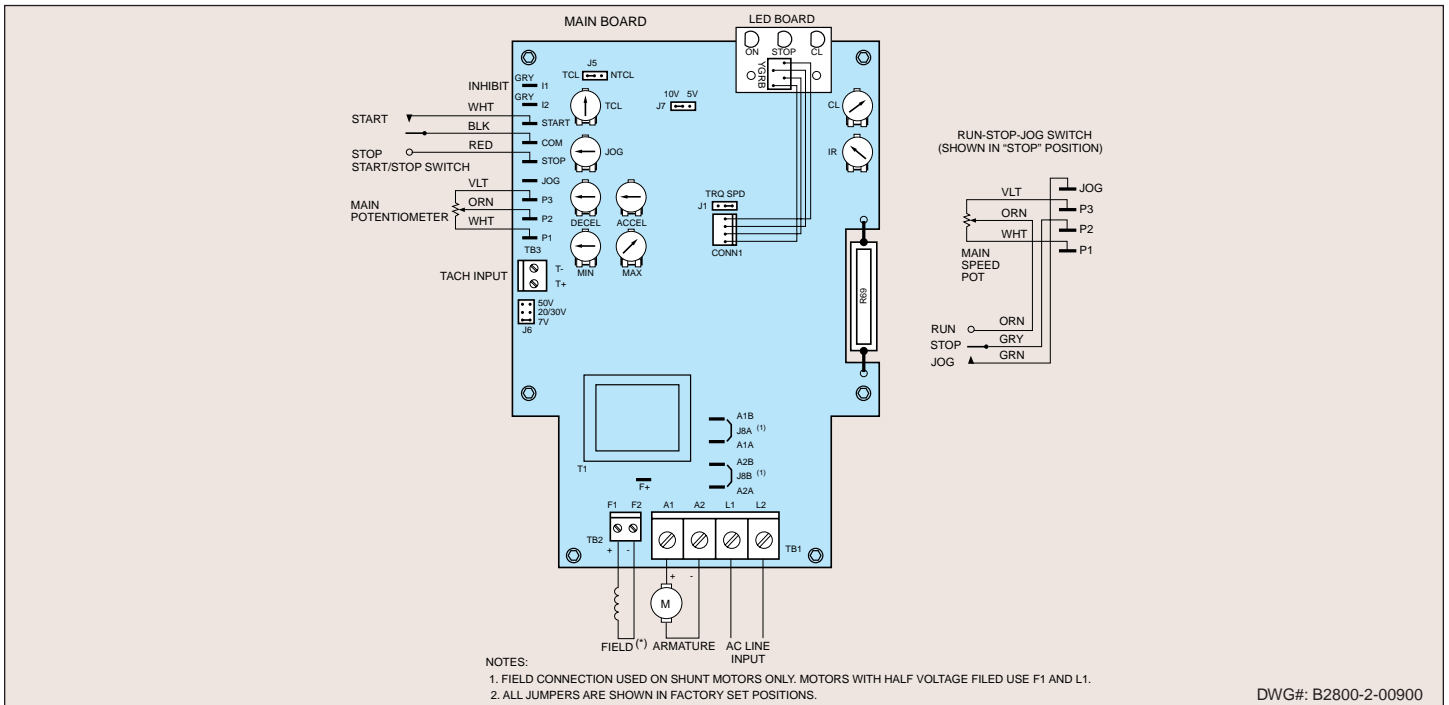 MAIN BOARD
LED BOARD
ON STOP CL
YGRB
J5
TCL NTCL
INHIBIT
GRY I1
GRY I2
TCL
10V 5V
J7
CL
START
WHT START
BLK COM
RED STOP
STOP
START/STOP SWITCH
JOG
IR
JOG
VLT P3
MAIN
POTENTIOMETER
ORN P2
WHT P1
DECEL ACCEL
TRQ SPD
J1
CONN1
MIN MAX
TB3
TACH INPUT
T-
T+
50V
20/30V
7V
J6
R69
RUN-STOP-JOG SWITCH
(SHOWN IN “STOP” POSITION)
JOG
VLT P3
ORN P2
WHT P1
MAIN
SPEED
POT
RUN ORN
STOP GRY
JOG GRN
T1
A1B
J8A (1)
A1A
A2B
J8B (1)
A2A
F+
F1 F2 A1 A2 L1 L2
TB2
TB1
+ - + -
M
FIELD (*) ARMATURE AC LINE
INPUT
NOTES:
1. FIELD CONNECTION USED ON SHUNT MOTORS ONLY. MOTORS WITH HALF VOLTAGE FILED USE F1 AND L1.
2. ALL JUMPERS ARE SHOWN IN FACTORY SET POSITIONS.
DWG#: B2800-2-00900